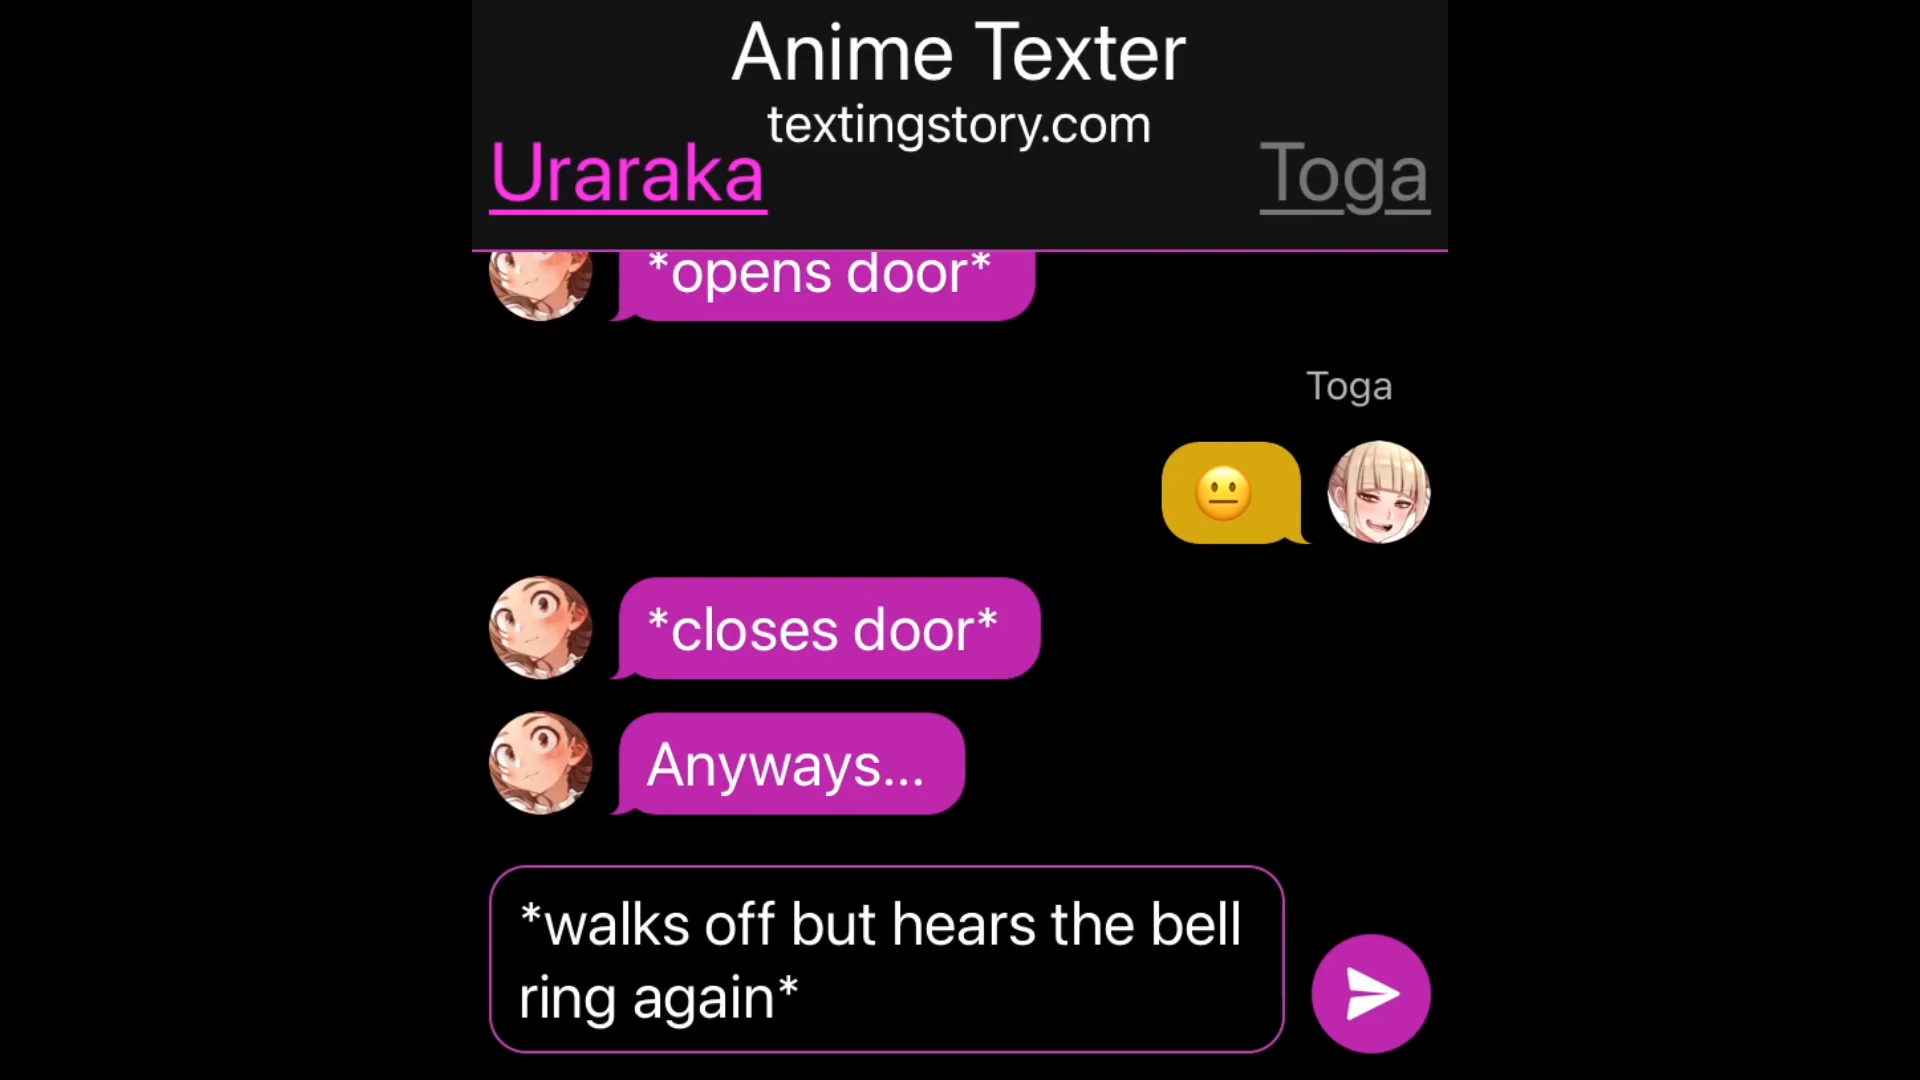 Anime Texter
textingstory.com
Uraraka
Toga
*opens door*
Toga
😐
*closes door*
Anyways...
*walks off but hears the bell
ring again*